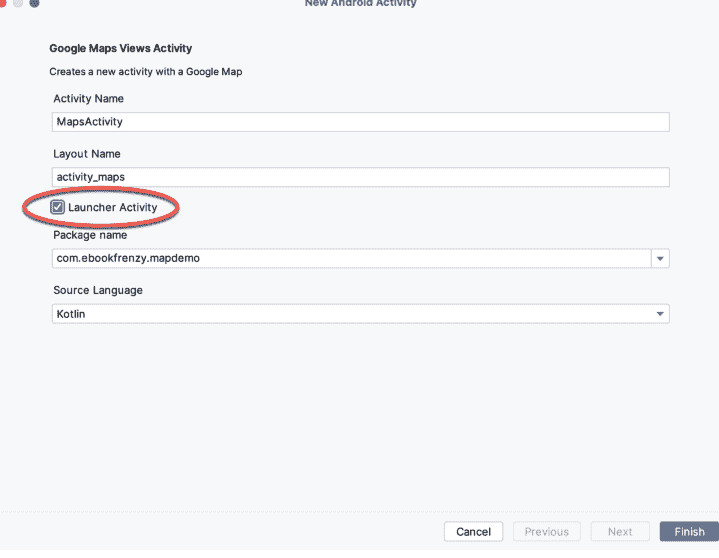 New Android Activity
Google Maps Views Activity
Creates a new activity with a Google Map
Activity Name
MapsActivity
Layout Name
activity_maps
Launcher Activity
Package name
com.ebookfrenzy.mapdemo
Source Language
Kotlin
Cancel Previous Next Finish